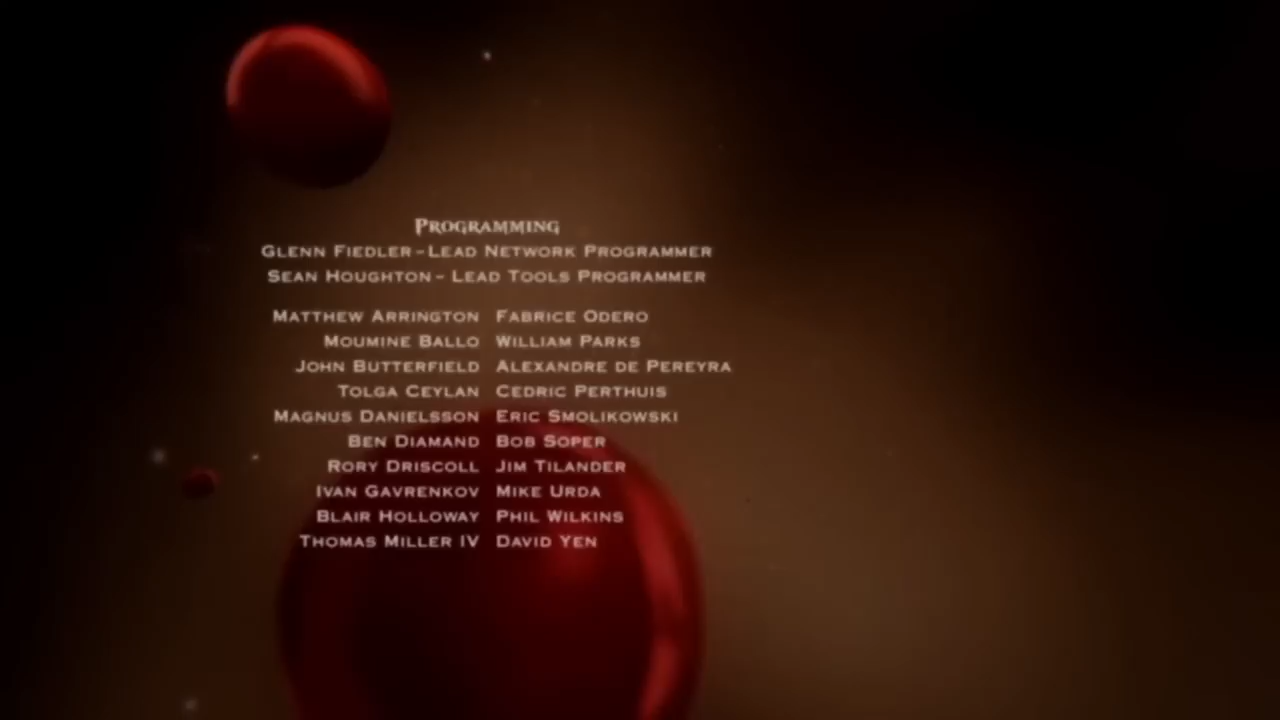 Programming
Glenn Fiedler - Lead Network Programmer
Sean Houghton - Lead Tools Programmer
Matthew Arrington Fabrice Odero
Moumine Ballo William Parks
John Butterfield Alexandre de Pereyra
Tolga Ceylan Cedric Perthuis
Magnus Danielsson Eric Smolikowski
Ben Diamand Bob Soper
Rory Driscoll Jim Tilander
Ivan Gavrenkov Mike Urda
Blair Holloway Phil Wilkins
Thomas Miller IV David Yen